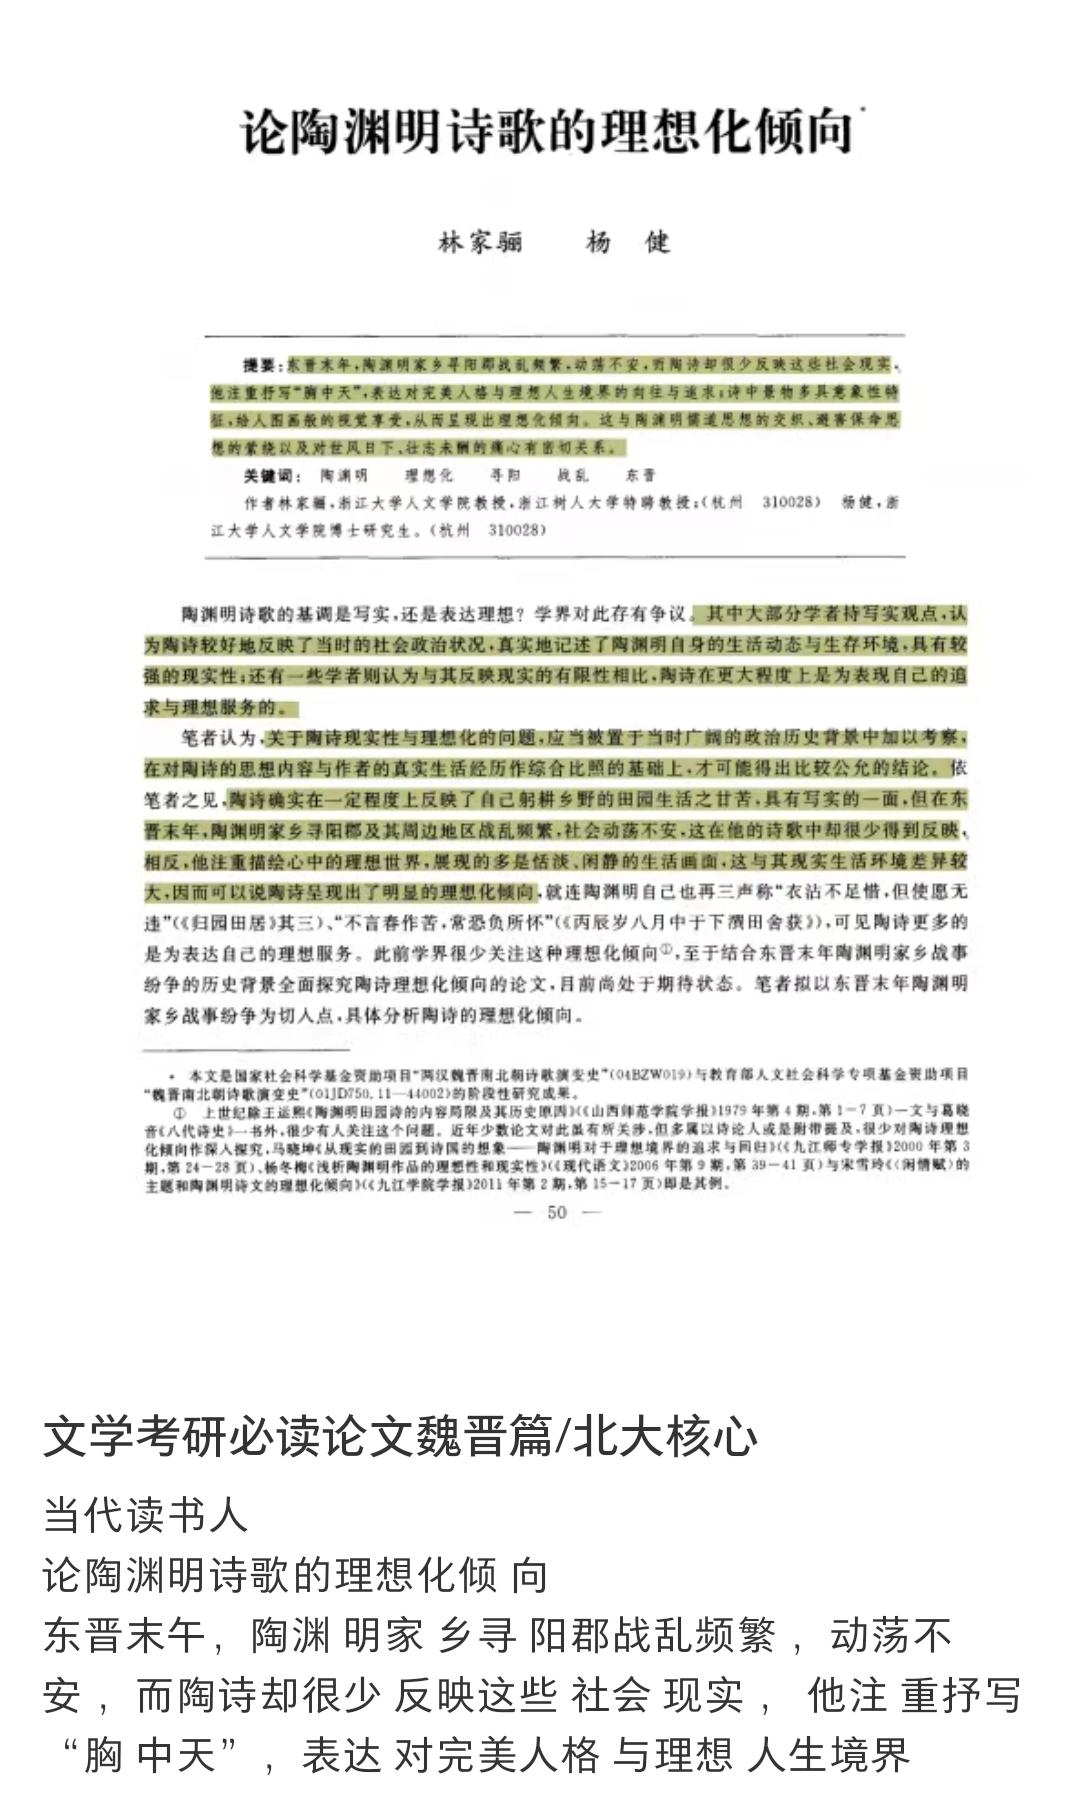 论陶渊明诗歌的理想化倾向*
林家骊 杨 健
提要:东晋末年,陶渊明家乡寻阳郡战乱频繁,动荡不安,而陶诗却很少反映这些社会现实,
他注重抒写“胸中天”,表达对完美人格与理想人生境界的向往与追求;诗中景物多具意象性特
征,给人图画般的视觉享受,从而呈现出理想化倾向。这与陶渊明儒道思想的交织、避害保命思
想的萦绕以及对世风日下、壮志未酬的痛心有密切关系。
关键词: 陶渊明 理想化 寻阳 战乱 东晋
作者林家骊,浙江大学人文学院教授,浙江树人大学特聘教授;(杭州 310028) 杨健,浙
江大学人文学院博士研究生。(杭州 310028)
陶渊明诗歌的基调是写实,还是表达理想? 学界对此存有争议。其中大部分学者持写实观点,认
为陶诗较好地反映了当时的社会政治状况,真实地记述了陶渊明自身的生活动态与生存环境,具有较
强的现实性;还有一些学者则认为与其反映现实的有限性相比,陶诗在更大程度上是为表现自己的追
求与理想服务的。
笔者认为,关于陶诗现实性与理想化的问题,应当被置于当时广阔的政治历史背景中加以考察,
在对陶诗的思想内容与作者的真实生活经历作综合比照的基础上,才可能得出比较公允的结论。依
笔者之见,陶诗确实在一定程度上反映了自己躬耕乡野的田园生活之甘苦,具有写实的一面,但在东
晋末年,陶渊明家乡寻阳郡及其周边地区战乱频繁,社会动荡不安,这在他的诗歌中却很少得到反映,
相反,他注重描绘心中的理想世界,展现的多是恬淡、闲静的生活画面,这与其现实生活环境差异较
大,因而可以说陶诗呈现出了明显的理想化倾向,就连陶渊明自己也再三声称“衣沾不足惜,但使愿无
违”(《归园田居》其三)、“不言春作苦,常恐负所怀”(《丙辰岁八月中于下潠田舍获》),可见陶诗更多的
是为表达自己的理想服务。此前学界很少关注这种理想化倾向①,至于结合东晋末年陶渊明家乡战事
纷争的历史背景全面探究陶诗理想化倾向的论文,目前尚处于期待状态。笔者拟以东晋末年陶渊明
家乡战事纷争为切入点,具体分析陶诗的理想化倾向。
* 本文是国家社会科学基金资助项目“两汉魏晋南北朝诗歌演变史”(04BZW019)与教育部人文社会科学专项基金资助项目
“魏晋南北朝诗歌演变史”(01JD750.11—44002)的阶段性研究成果。
① 上世纪除王运熙《陶渊明田园诗的内容局限及其历史原因》(《山西师范学院学报》1979 年第 4 期,第 1-7 页)一文与葛晓
音《八代诗史》一书外,很少有人关注这个问题。近年少数论文对此虽有所关涉,但多属以诗论人或是附带提及,很少对陶诗理想
化倾向作深入探究,马晓坤《从现实的田园到诗国的想象——陶渊明对于理想境界的追求与回归》(《九江师专学报》2000 年第 3
期,第 24-28 页)、杨冬梅《浅析陶渊明作品的理想性和现实性》(《现代语文》2006 年第 9 期,第 39-41 页)与宋雪玲《〈闲情赋〉的
主题和陶渊明诗文的理想化倾向》(《九江学院学报》2011 年第 2 期,第 15-17 页)即是其例。
— 50 —
文学考研必读论文魏晋篇/北大核心
当代读书人
论陶渊明诗歌的理想化倾 向
东晋末午，陶渊 明家 乡寻 阳郡战乱频繁 ，动荡不
安 ，而陶诗却很少 反映这些 社会 现实 ， 他注 重抒写
“胸 中天” ，表达 对完美人格 与理想 人生境界